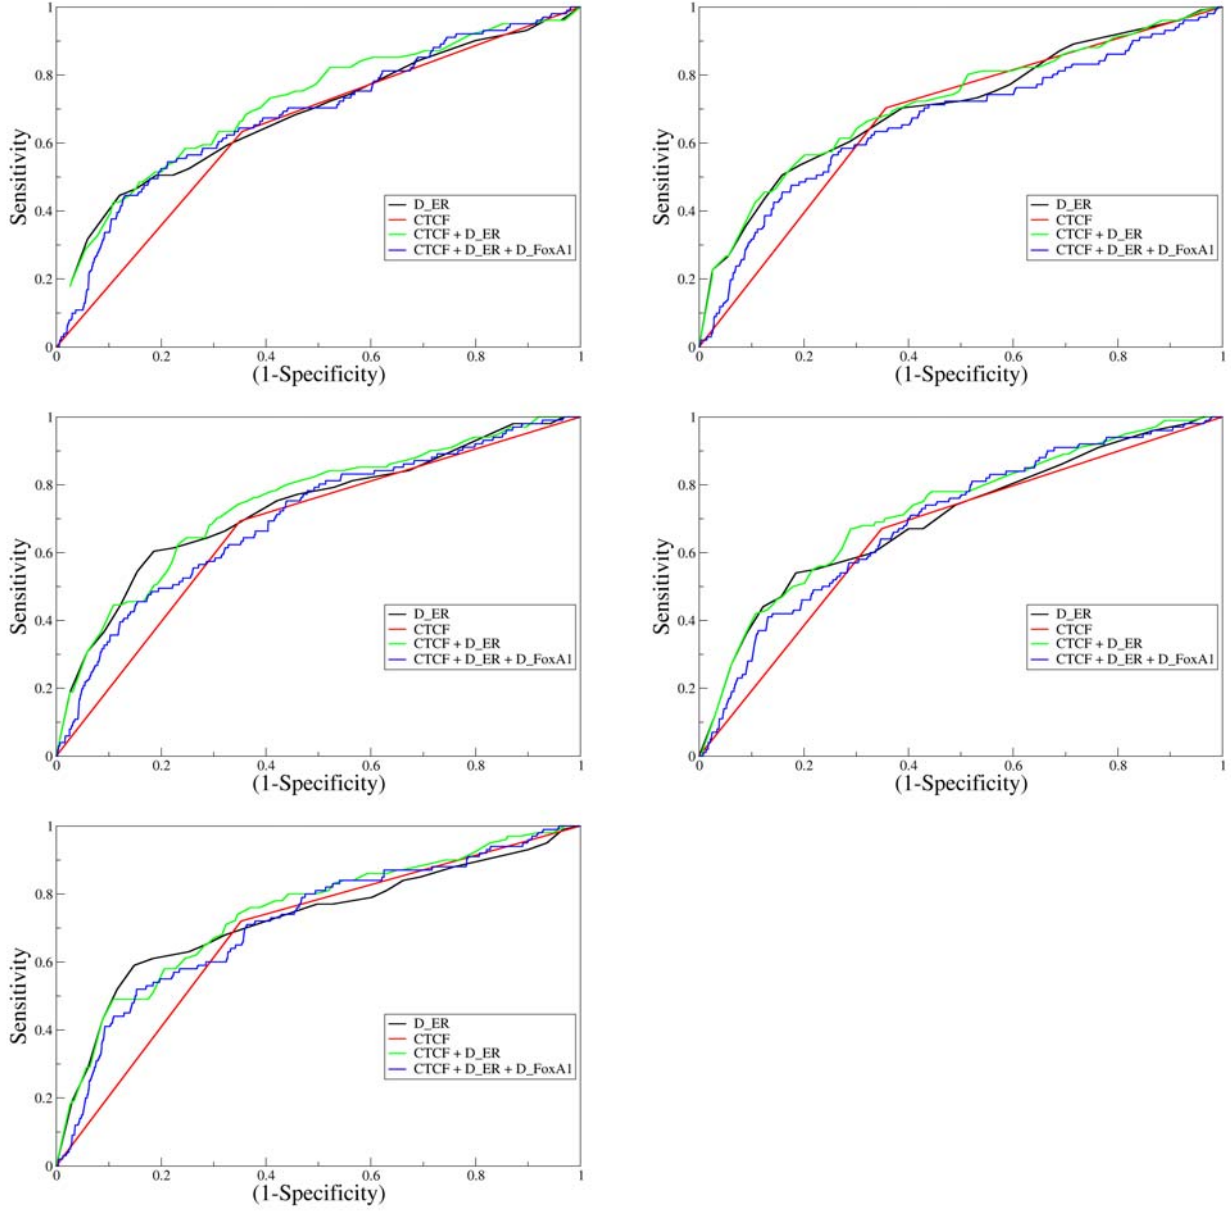 1
0.8
0.6
0.4
0.2
0
Sensitivity
D_ER
CTCF
CTCF + D_ER
CTCF + D_ER + D_FoxA1
0 0.2 0.4 0.6 0.8 1
(1-Specificity)
1
0.8
0.6
0.4
0.2
0
Sensitivity
D_ER
CTCF
CTCF + D_ER
CTCF + D_ER + D_FoxA1
0 0.2 0.4 0.6 0.8 1
(1-Specificity)
1
0.8
0.6
0.4
0.2
0
Sensitivity
D_ER
CTCF
CTCF + D_ER
CTCF + D_ER + D_FoxA1
0 0.2 0.4 0.6 0.8 1
(1-Specificity)
1
0.8
0.6
0.4
0.2
0
Sensitivity
D_ER
CTCF
CTCF + D_ER
CTCF + D_ER + D_FoxA1
0 0.2 0.4 0.6 0.8 1
(1-Specificity)
1
0.8
0.6
0.4
0.2
0
Sensitivity
D_ER
CTCF
CTCF + D_ER
CTCF + D_ER + D_FoxA1
0 0.2 0.4 0.6 0.8 1
(1-Specificity)